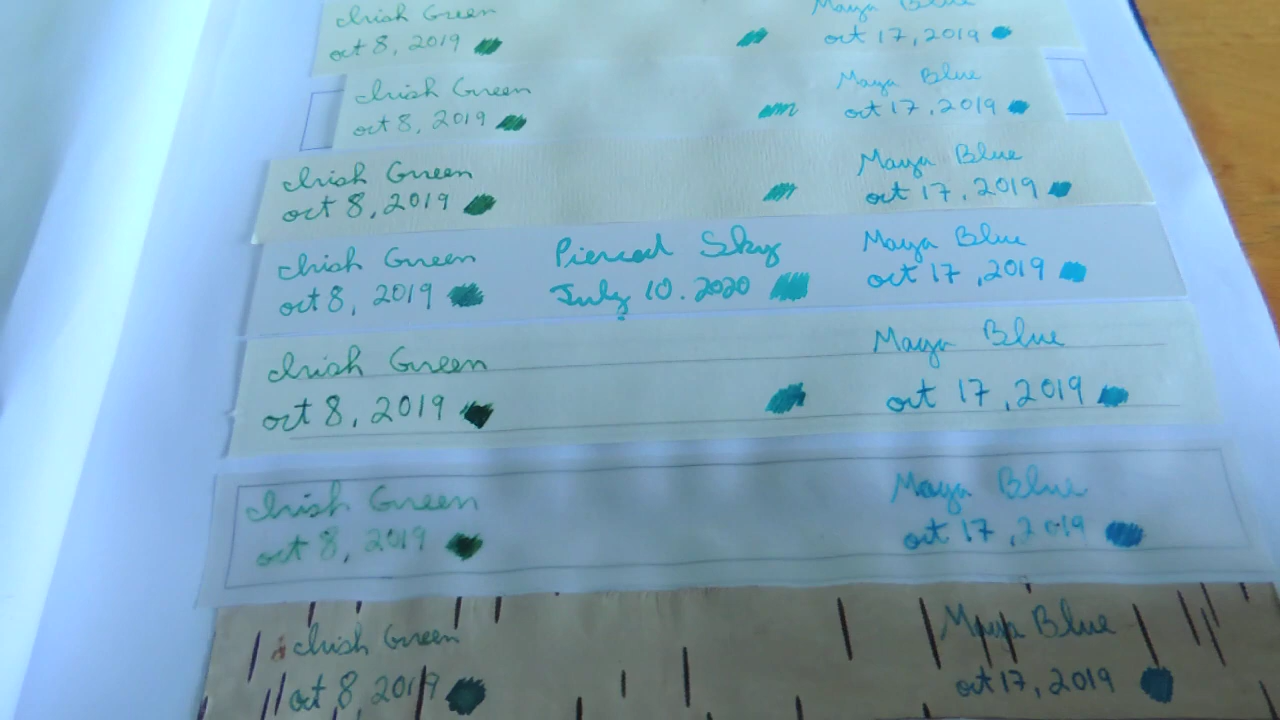 Irish Green
oct 8, 2019
Maya Blue
oct 17, 2019
Irish Green
oct 8, 2019
Maya Blue
oct 17, 2019
Irish Green
oct 8, 2019
Maya Blue
oct 17, 2019
Irish Green
oct 8, 2019
Pierced Sky
July 10. 2020
Maya Blue
oct 17, 2019
Irish Green
oct 8, 2019
Maya Blue
oct 17, 2019
Irish Green
oct 8, 2019
Maya Blue
oct 17, 2019
Irish Green
oct 8, 2019
Maya Blue
oct 17, 2019